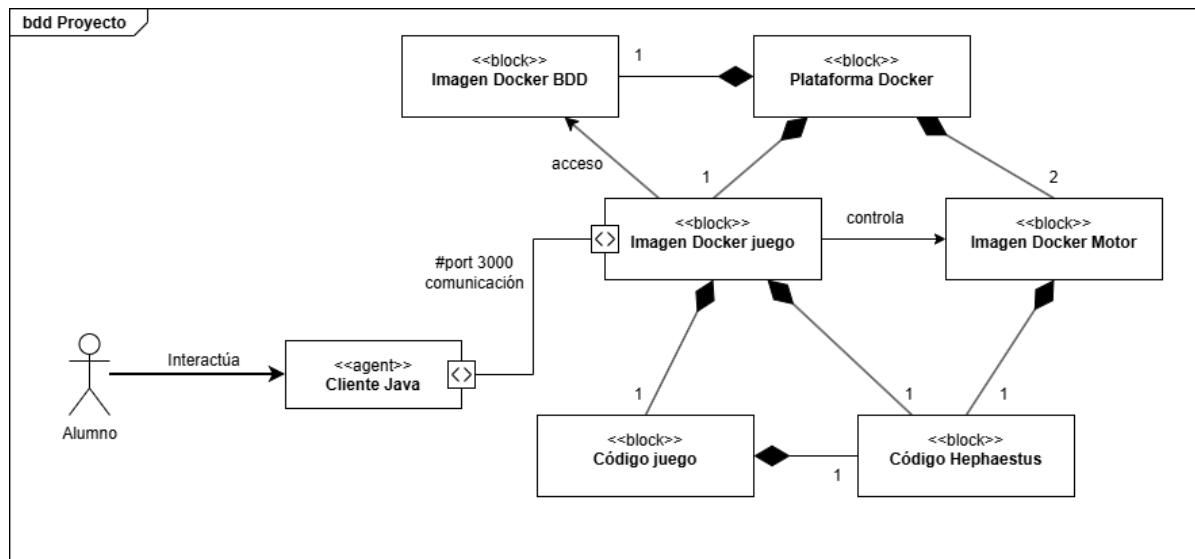 bdd Proyecto
<<block>>
Imagen Docker BDD
1
<<block>>
Plataforma Docker
acceso
1
2
<<block>>
Imagen Docker juego
<>
controla
<<block>>
Imagen Docker Motor
#port 3000
comunicación
Interactúa
Alumno
<<agent>>
Cliente Java
<>
1
1
1
<<block>>
Código juego
1
<<block>>
Código Hephaestus